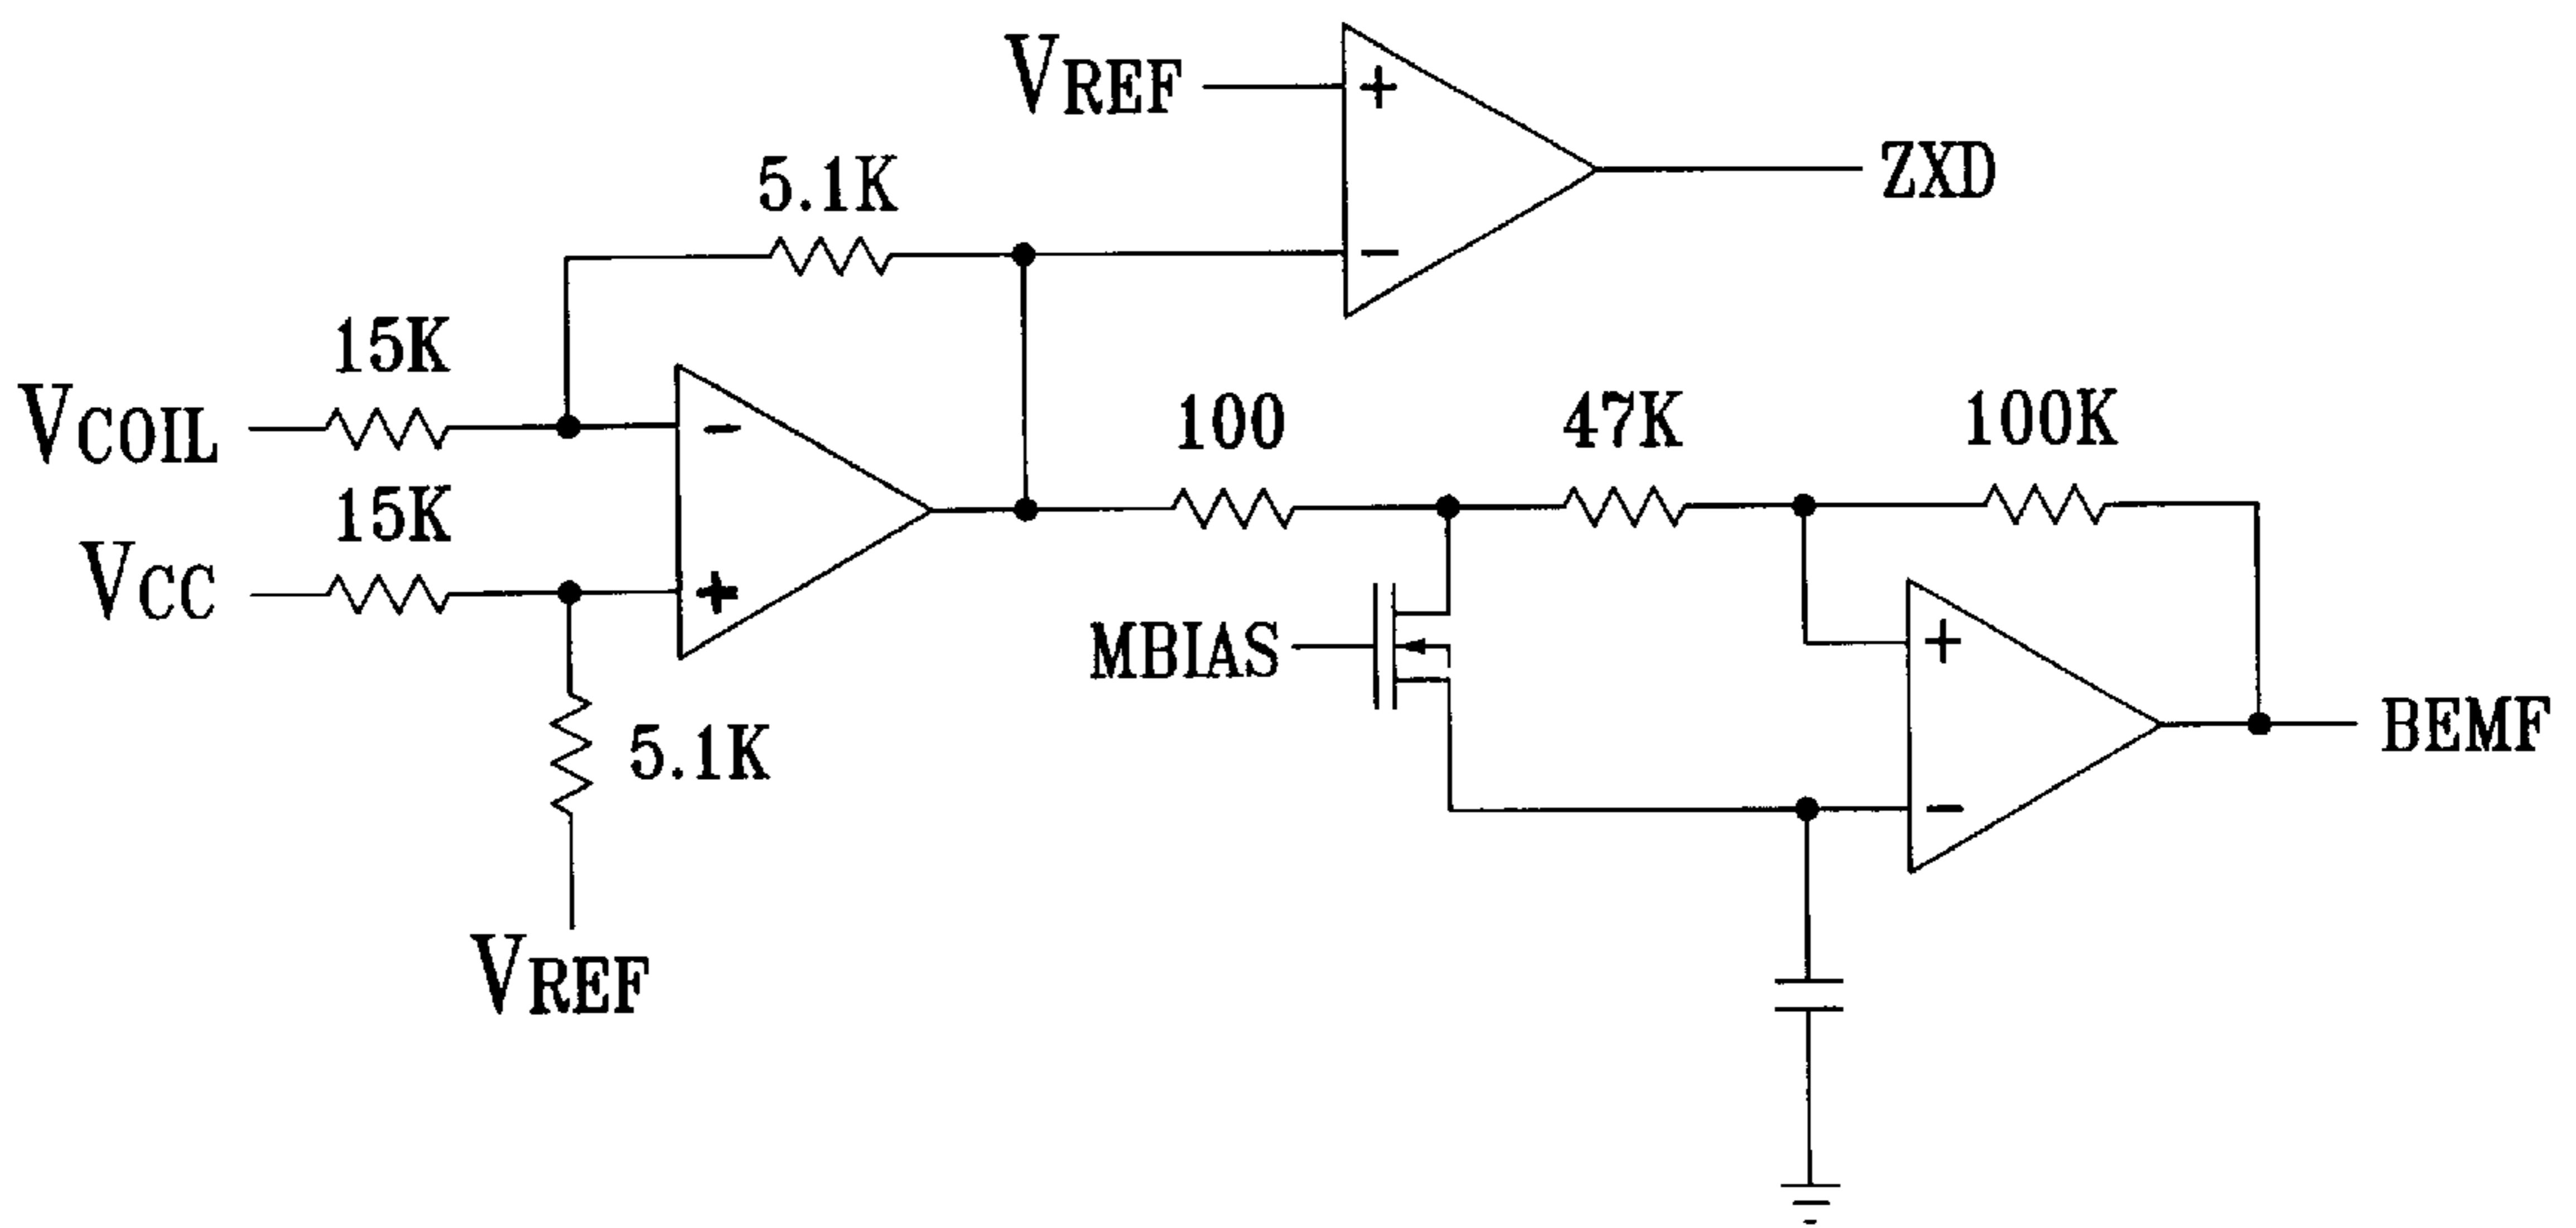 VREF
+
ZXD
5.1K
−
15K
VCOIL
−
100
47K
100K
15K
VCC
+
MBIAS
+
5.1K
BEMF
−
VREF